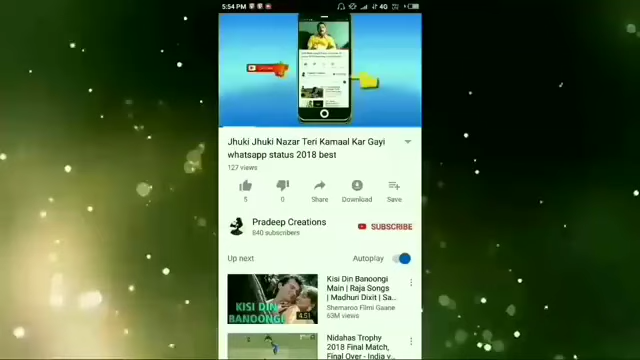 5:54 PM
4G
Jhuki Jhuki Nazar Teri Kamaal Kar Gayi
whatsapp status 2018 best
127 views
5
0
Share
Download
Save
Pradeep Creations
840 subscribers
SUBSCRIBE
Up next
Autoplay
KISI DIN
BANOONGI
4:51
Kisi Din Banoongi
Main | Raja Songs
| Madhuri Dixit | Sa...
Shemaroo Filmi Gaane
63M views
Nidahas Trophy
2018 Final Match,
Final Over - India v